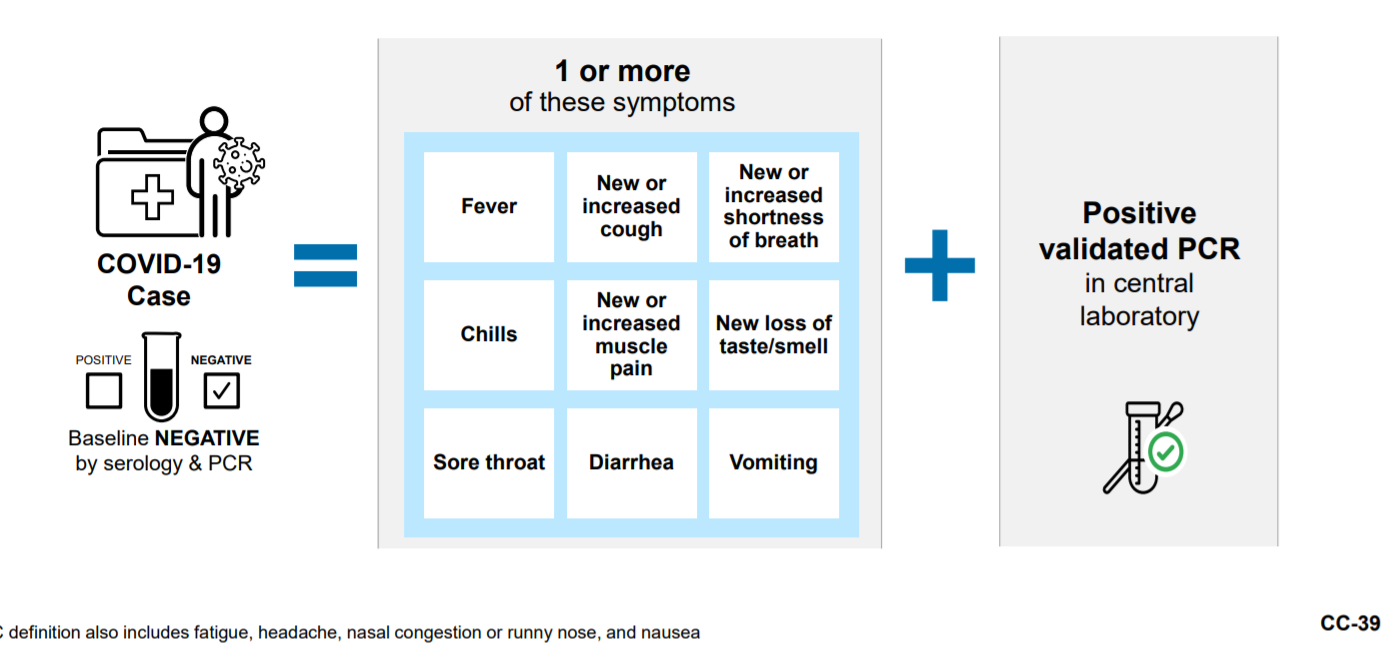 1 or more
of these symptoms
COVID-19
Case
POSITIVE
NEGATIVE
Baseline NEGATIVE
by serology & PCR
Fever
New or
increased
cough
New or
increased
shortness
of breath
Chills
New or
increased
muscle
pain
New loss of
taste/smell
Sore throat
Diarrhea
Vomiting
Positive
validated PCR
in central
laboratory
definition also includes fatigue, headache, nasal congestion or runny nose, and nausea
CC-39